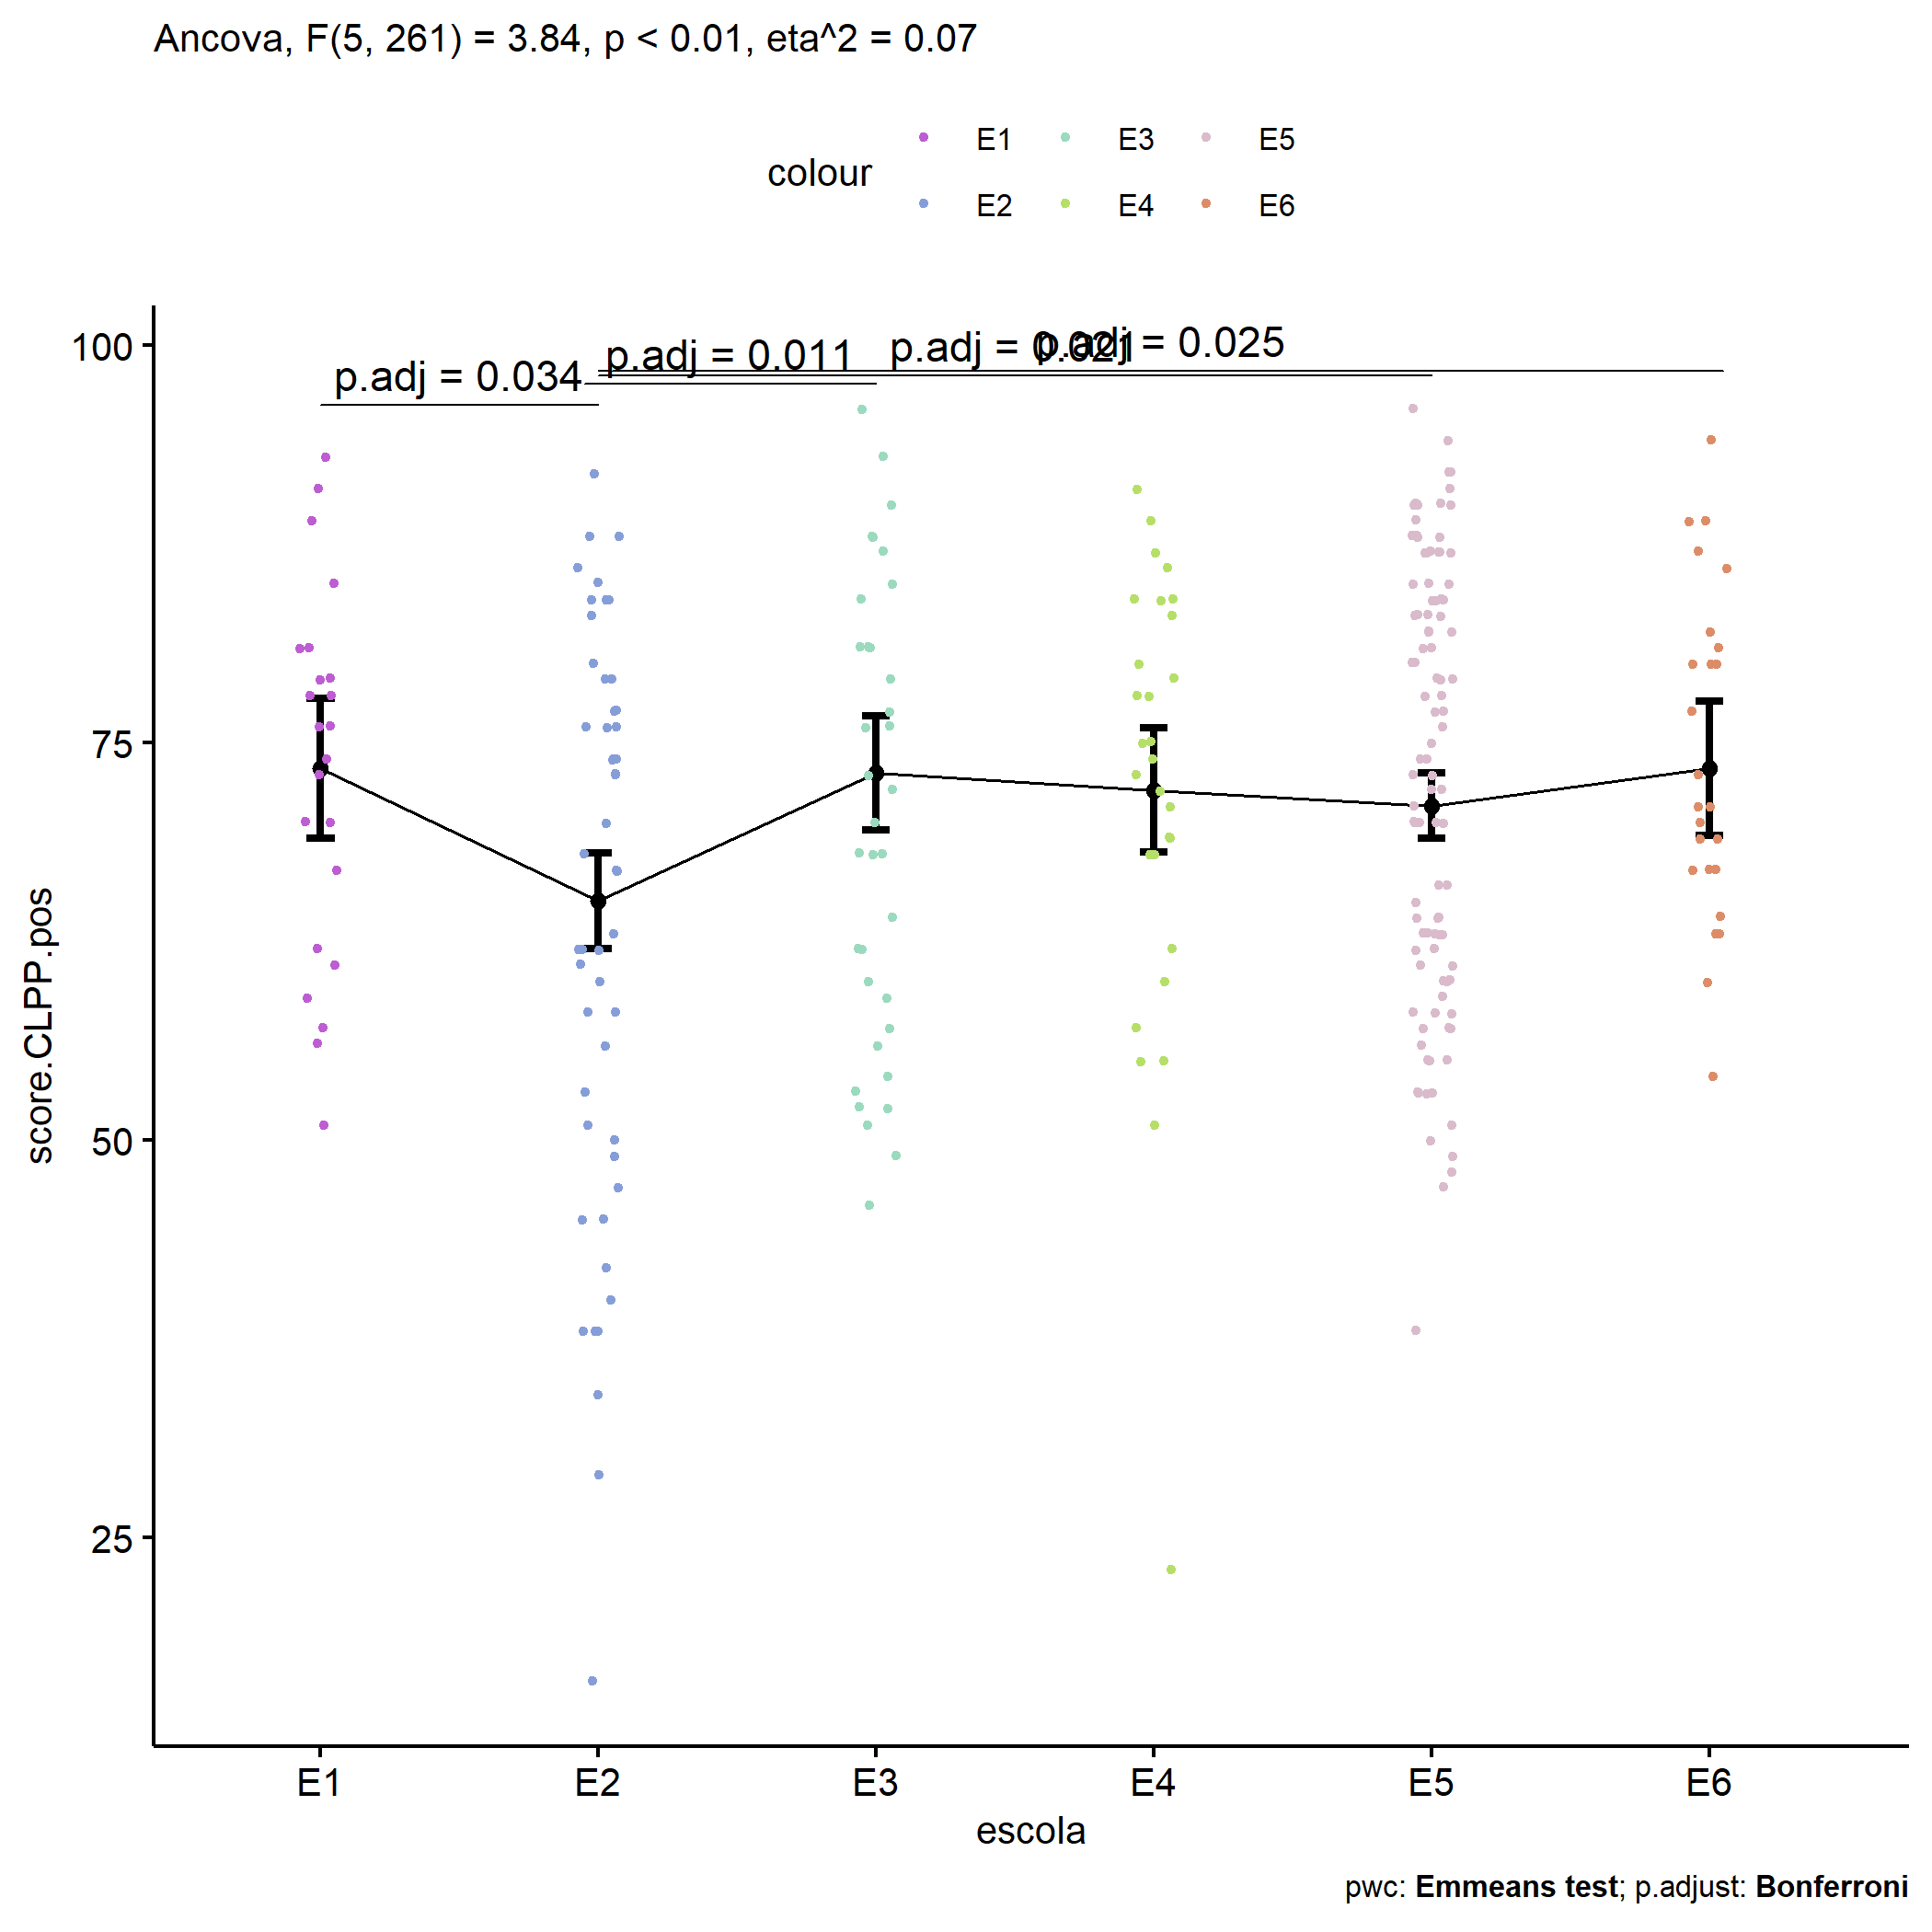 Ancova, F(5, 261) = 3.84, p < 0.01, eta^2 = 0.07
colour
E1 E3 E5
E2 E4 E6
p.adj = 0.034
p.adj = 0.011
p.adj = 0.021
p.adj = 0.025
100
75
50
25
score.CLPP.pos
E1 E2 E3 E4 E5 E6
escola
pwc: Emmeans test; p.adjust: Bonferroni